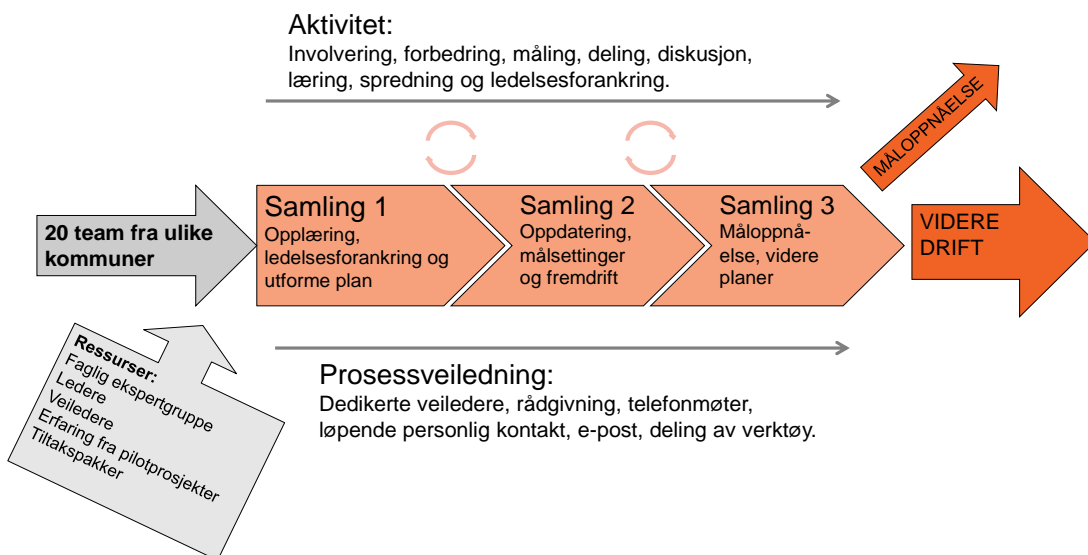 Aktivitet:
Involvering, forbedring, måling, deling, diskusjon,
læring, spredning og ledelsesforankring.
MÅLOPPNÅELSE
20 team fra ulike
kommuner
Samling 1
Opplæring,
ledelsesforankring og
utforme plan
Samling 2
Oppdatering,
målsettinger
og fremdrift
Samling 3
Måloppnå-
else, videre
planer
VIDERE
DRIFT
Ressurser:
Faglig ekspertgruppe
Ledere
Veiledere
Erfaring fra pilotprosjekter
Tiltakspakker
Prosessveiledning:
Dedikerte veiledere, rådgivning, telefonmøter,
løpende personlig kontakt, e-post, deling av verktøy.